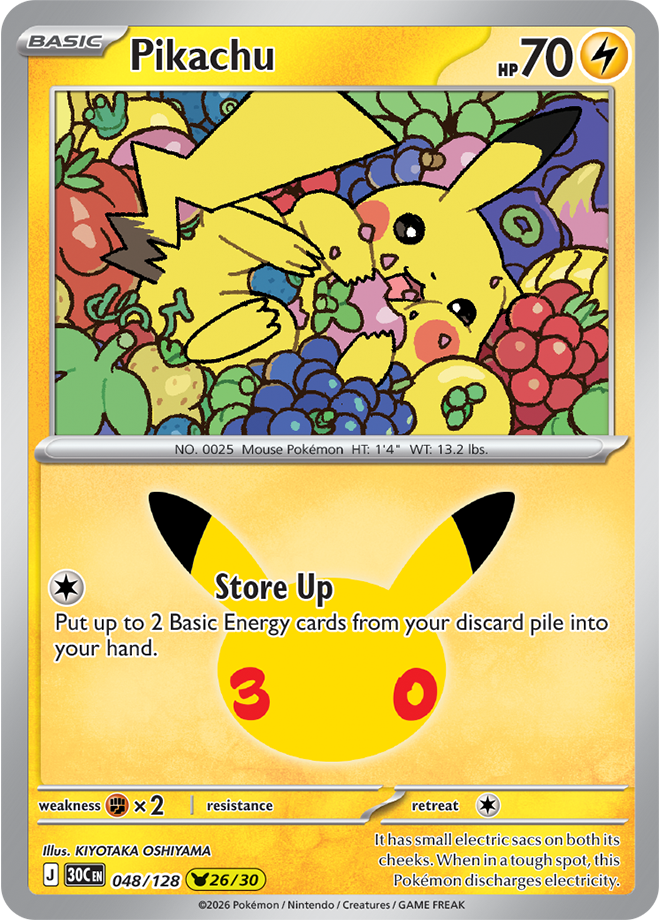 BASIC Pikachu HP 70
NO. 0025 Mouse Pokémon HT: 1'4" WT: 13.2 lbs.
Store Up
Put up to 2 Basic Energy cards from your discard pile into
your hand.
3 0
weakness ×2 resistance retreat
Illus. KIYOTAKA OSHIYAMA
J 30C EN 048/128 26/30
It has small electric sacs on both its
cheeks. When in a tough spot, this
Pokémon discharges electricity.
©2026 Pokémon / Nintendo / Creatures / GAME FREAK